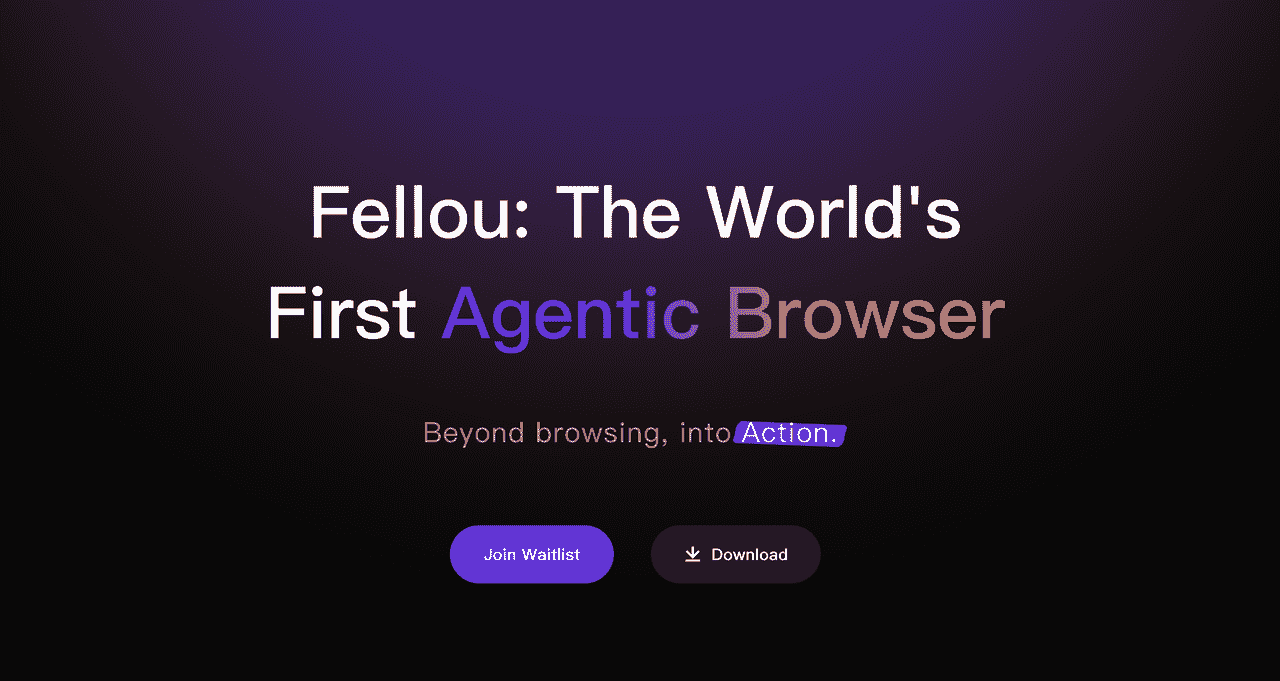 Fellou: The World's
First Agentic Browser
Beyond browsing, into Action.
Join Waitlist
Download